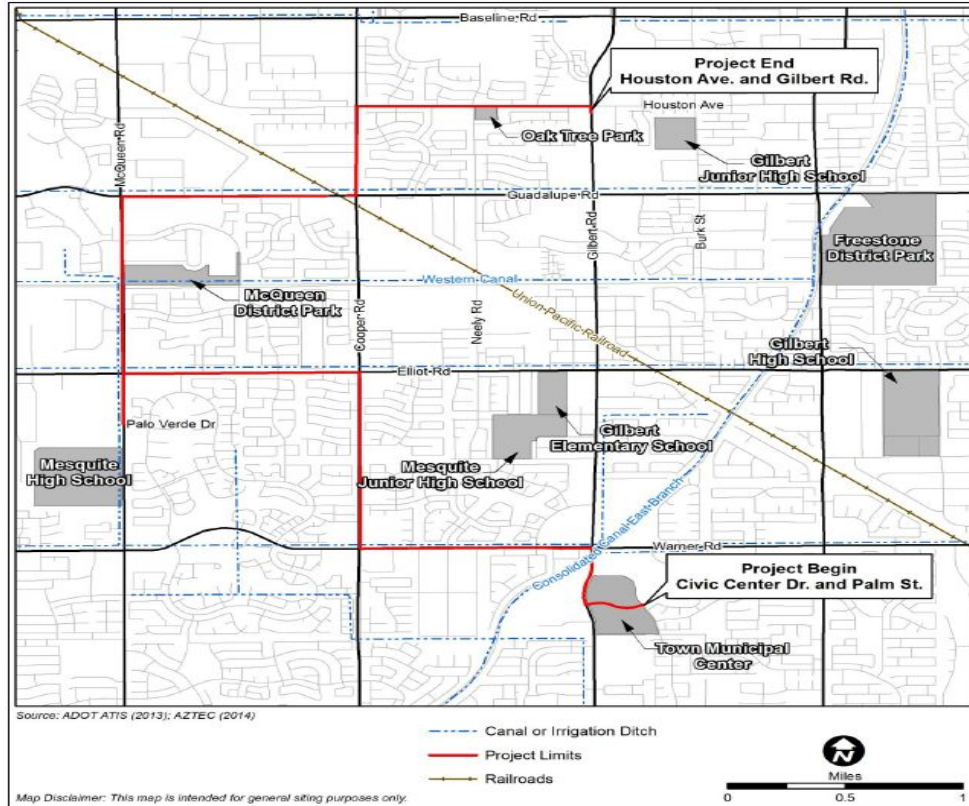 Baseline Rd
Project End
Houston Ave. and Gilbert Rd.
Houston Ave
Oak Tree Park
McQueen Rd
Gilbert
Junior High School
Guadalupe Rd
Gilbert Rd
Burk St
Freestone
District Park
Western Canal
McQueen
District Park
Union Pacific Railroad
Cooper Rd
Neely Rd
Gilbert
High School
Elliot Rd
Palo Verde Dr
Gilbert
Elementary School
Mesquite
High School
Mesquite
Junior High School
Consolidated Canal East Branch
Warner Rd
Project Begin
Civic Center Dr. and Palm St.
Town Municipal
Center
Source: ADOT ATIS (2013); AZTEC (2014)
Canal or Irrigation Ditch
Project Limits
Railroads
N
Miles
0 0.5 1
Map Disclaimer: This map is intended for general siting purposes only.